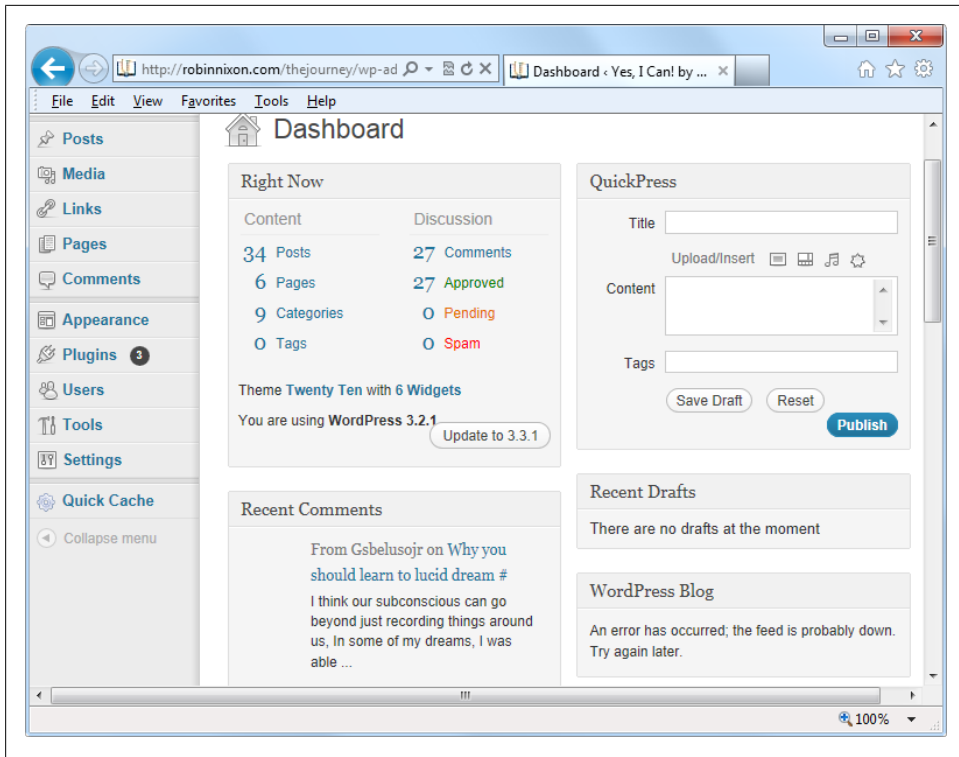 http://robinnixon.com/thejourney/wp-ad
Dashboard ‹ Yes, I Can! by ...
File Edit View Favorites Tools Help
Posts
Media
Links
Pages
Comments
Appearance
Plugins 3
Users
Tools
Settings
Quick Cache
Collapse menu
Dashboard
Right Now
Content Discussion
34 Posts 27 Comments
6 Pages 27 Approved
9 Categories 0 Pending
0 Tags 0 Spam
Theme Twenty Ten with 6 Widgets
You are using WordPress 3.2.1
Update to 3.3.1
Recent Comments
From Gsbelusojr on Why you
should learn to lucid dream #
I think our subconscious can go
beyond just recording things around
us, In some of my dreams, I was
able ...
QuickPress
Title
Upload/Insert
Content
Tags
Save Draft Reset
Publish
Recent Drafts
There are no drafts at the moment
WordPress Blog
An error has occurred; the feed is probably down.
Try again later.
100%